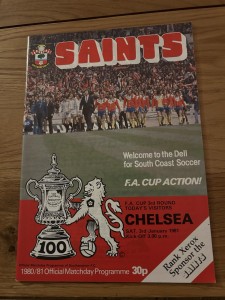 SAINTS
Welcome to the Dell
for South Coast Soccer
F.A. CUP ACTION!
F.A. CUP 3rd ROUND
TODAY'S VISITORS
CHELSEA
SAT. 3rd January, 1981
Kick Off 3.00 p.m.
100
Rank Xerox
Sponsor the
1980/81 Official Matchday Programme 30p